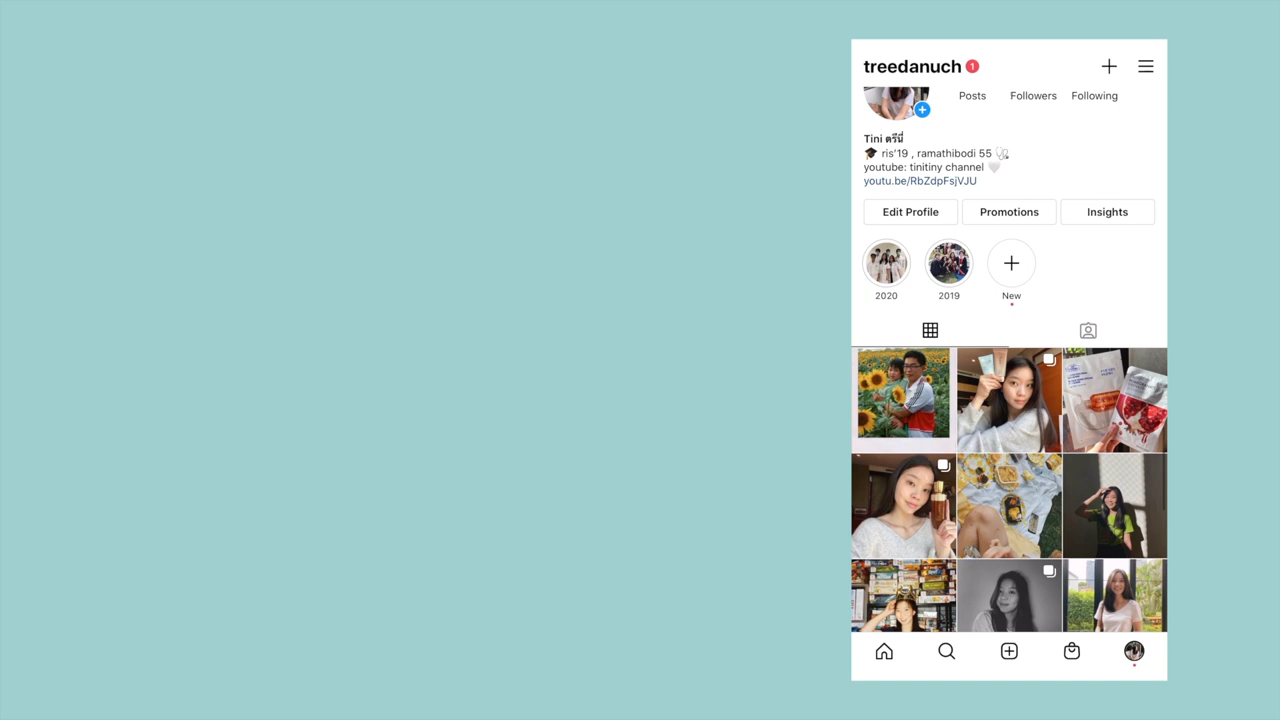 treedanuch 1
Posts Followers Following
Tini ตรีนี่
🎓 ris'19 , ramathibodi 55 🩺
youtube: tinitiny channel 🤍
youtu.be/RbZdpFsjVJU
Edit Profile Promotions Insights
2020 2019 New